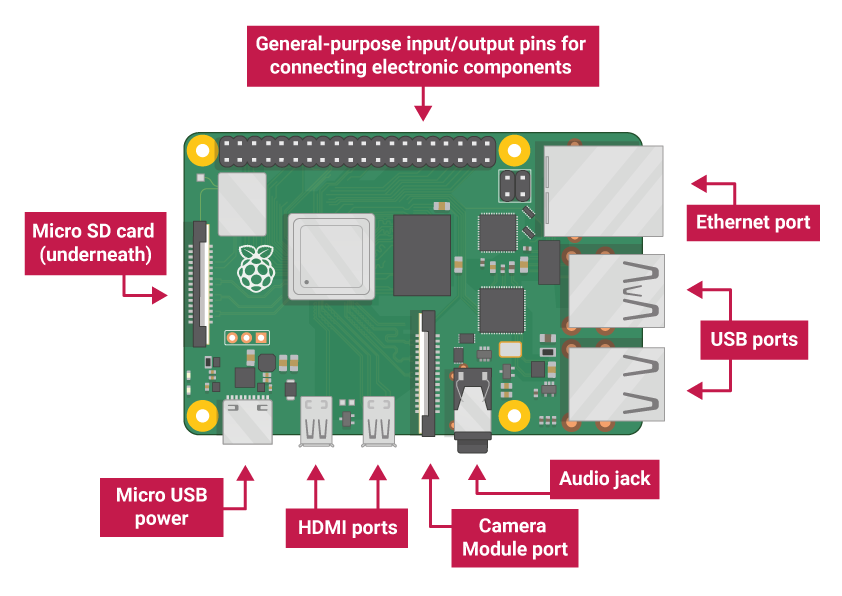 General-purpose input/output pins for
connecting electronic components
Micro SD card
(underneath)
Ethernet port
USB ports
Micro USB
power
HDMI ports
Camera
Module port
Audio jack